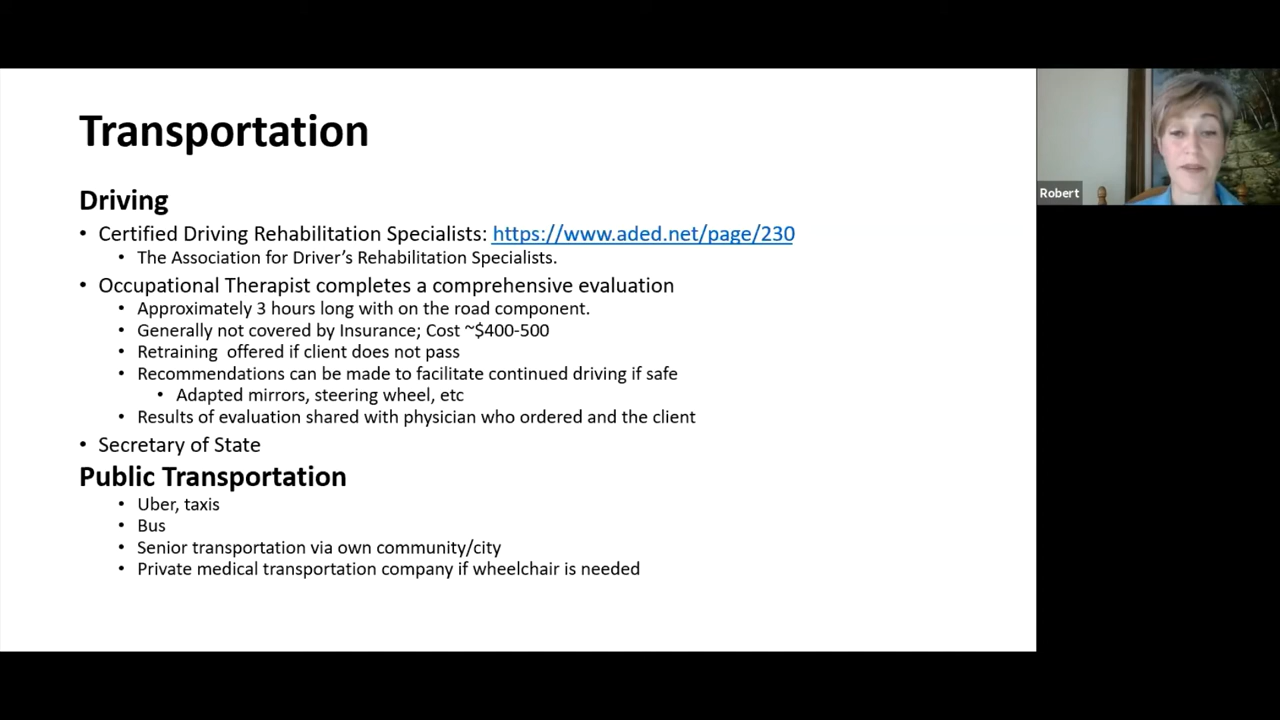 Transportation
Driving
• Certified Driving Rehabilitation Specialists: https://www.aded.net/page/230
• The Association for Driver's Rehabilitation Specialists.
• Occupational Therapist completes a comprehensive evaluation
• Approximately 3 hours long with on the road component.
• Generally not covered by Insurance; Cost ~$400-500
• Retraining  offered if client does not pass
• Recommendations can be made to facilitate continued driving if safe
• Adapted mirrors, steering wheel, etc
• Results of evaluation shared with physician who ordered and the client
• Secretary of State
Public Transportation
• Uber, taxis
• Bus
• Senior transportation via own community/city
• Private medical transportation company if wheelchair is needed
Robert